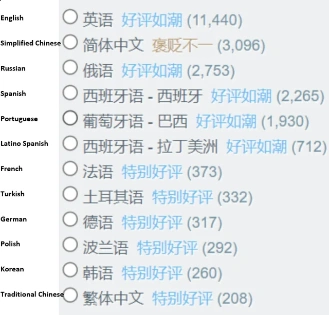 English 英语 好评如潮 (11,440)
Simplified Chinese 简体中文 褒贬不一 (3,096)
Russian 俄语 好评如潮 (2,753)
Spanish 西班牙语 - 西班牙 好评如潮 (2,265)
Portuguese 葡萄牙语 - 巴西 好评如潮 (1,930)
Latino Spanish 西班牙语 - 拉丁美洲 好评如潮 (712)
French 法语 特别好评 (373)
Turkish 土耳其语 特别好评 (332)
German 德语 特别好评 (317)
Polish 波兰语 特别好评 (292)
Korean 韩语 特别好评 (260)
Traditional Chinese 繁体中文 特别好评 (208)